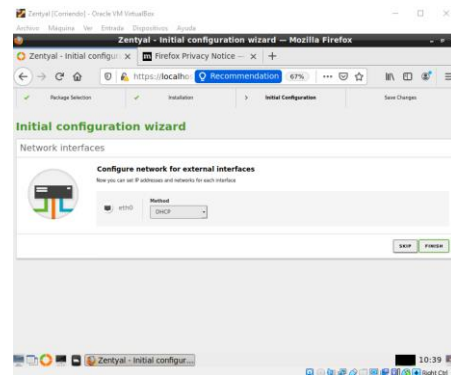 Zentyal [Corriendo] - Oracle VM VirtualBox
Archivo Máquina Ver Entrada Dispositivos Ayuda
Zentyal - Initial configuration wizard — Mozilla Firefox
Zentyal - Initial configur
Firefox Privacy Notice —
https://localho
Recommendation
67%
Package Selection
Installation
Initial Configuration
Save Changes
Initial configuration wizard
Network interfaces
Configure network for external interfaces
Now you can set IP addresses and networks for each interface
eth0
Method
DHCP
SKIP
FINISH
Zentyal - Initial configur...
10:39
Right Ctrl